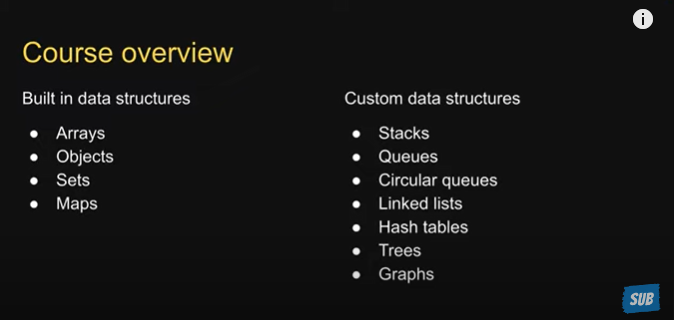 i
Course overview
Built in data structures
● Arrays
● Objects
● Sets
● Maps
Custom data structures
● Stacks
● Queues
● Circular queues
● Linked lists
● Hash tables
● Trees
● Graphs
SUB